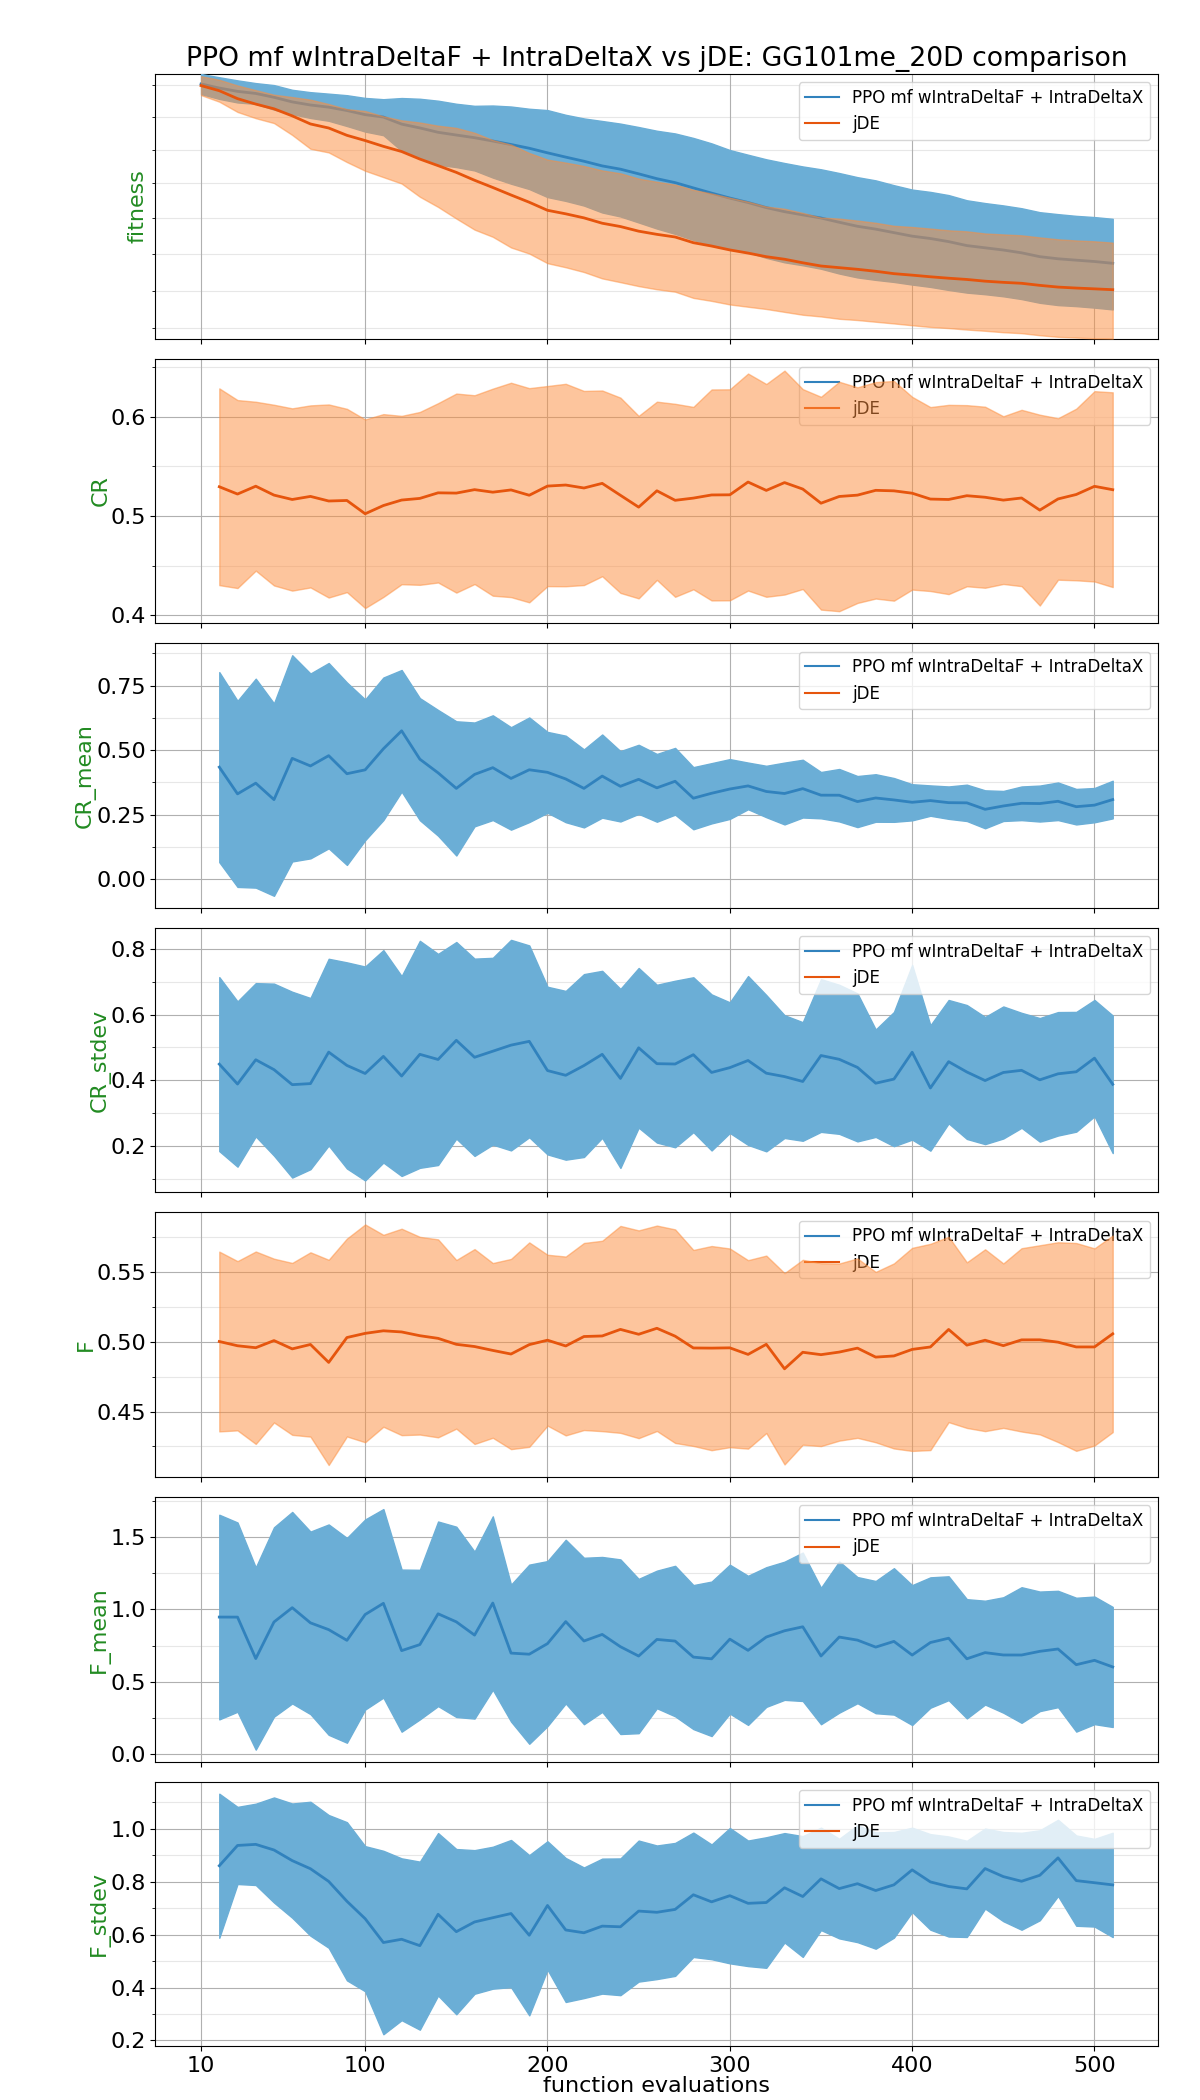 PPO mf wIntraDeltaF + IntraDeltaX vs jDE: GG101me_20D comparison
fitness
PPO mf wIntraDeltaF + IntraDeltaX
jDE
CR
0.6
0.5
0.4
PPO mf wIntraDeltaF + IntraDeltaX
jDE
CR_mean
0.75
0.50
0.25
0.00
PPO mf wIntraDeltaF + IntraDeltaX
jDE
CR_stdev
0.8
0.6
0.4
0.2
PPO mf wIntraDeltaF + IntraDeltaX
jDE
F
0.55
0.50
0.45
PPO mf wIntraDeltaF + IntraDeltaX
jDE
F_mean
1.5
1.0
0.5
0.0
PPO mf wIntraDeltaF + IntraDeltaX
jDE
F_stdev
1.0
0.8
0.6
0.4
0.2
PPO mf wIntraDeltaF + IntraDeltaX
jDE
10 100 200 300 400 500
function evaluations